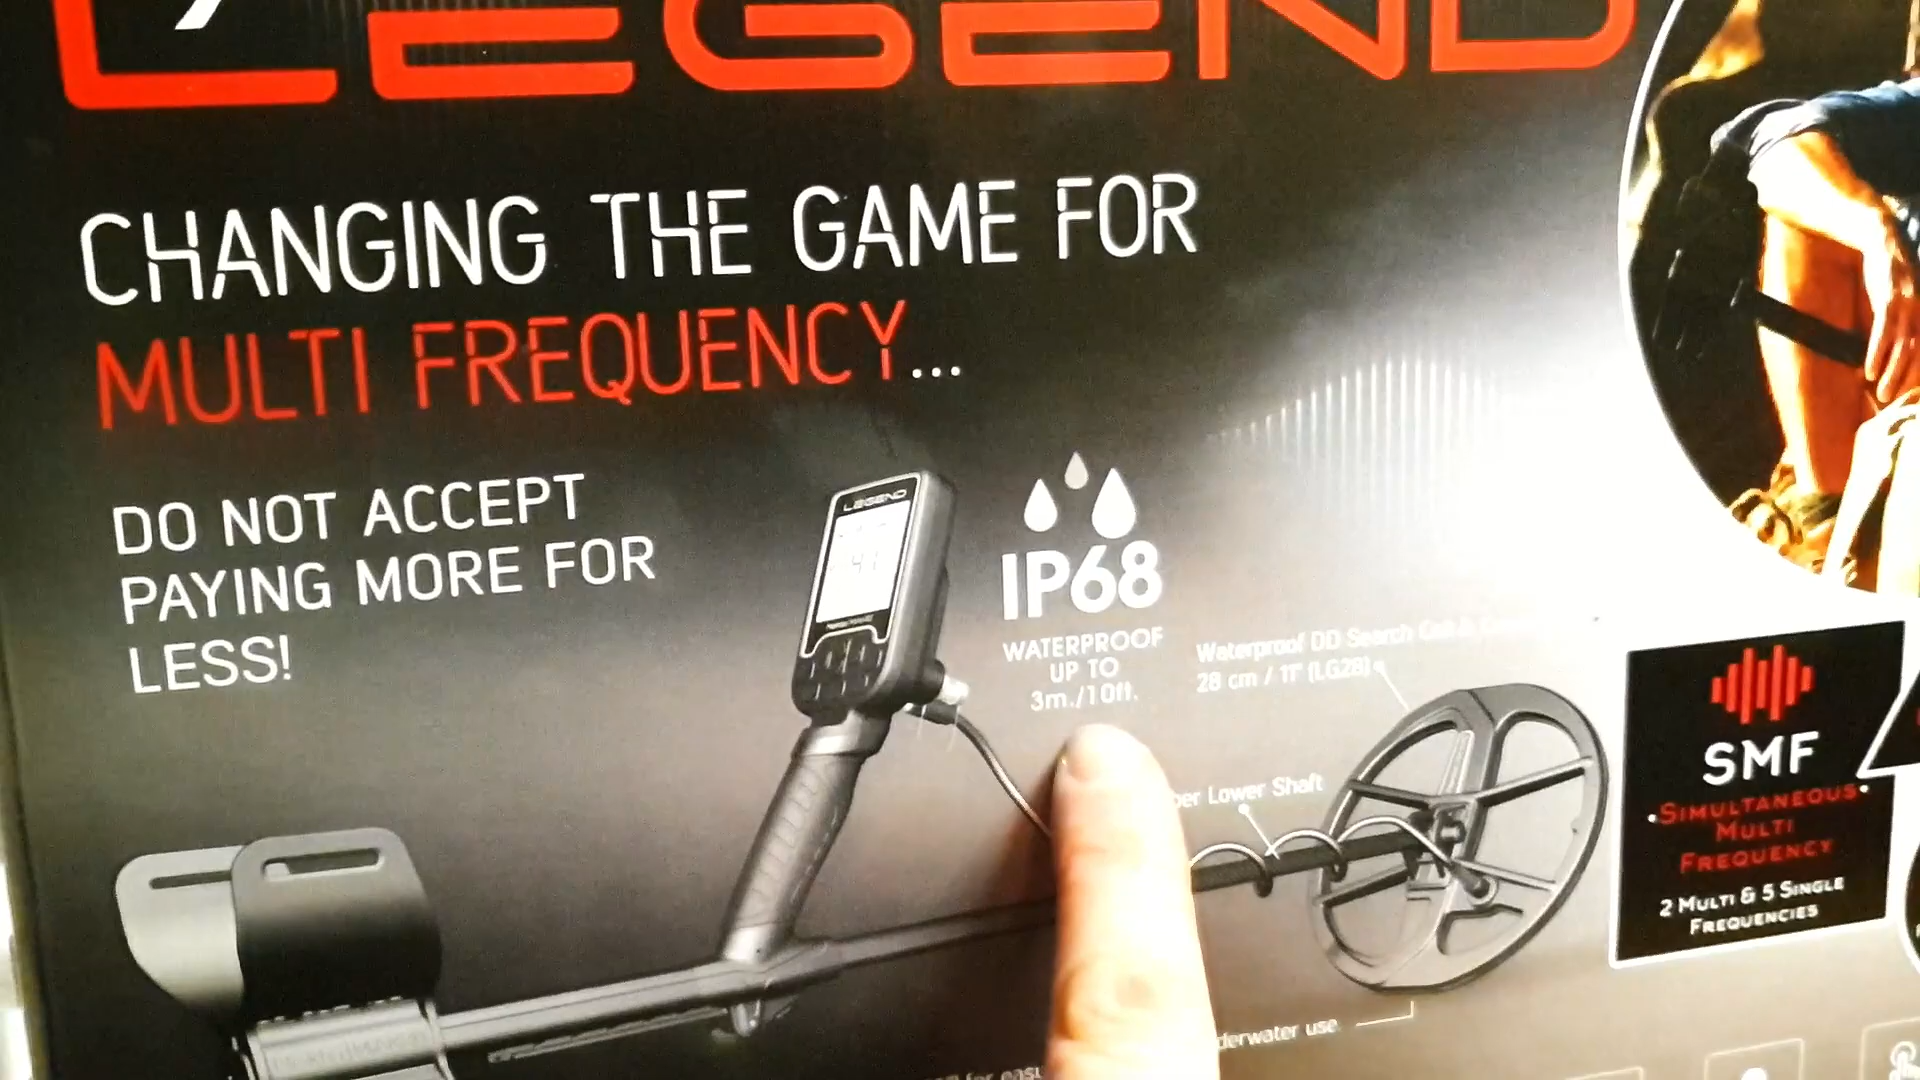 LEGEND
CHANGING THE GAME FOR
MULTI FREQUENCY...
DO NOT ACCEPT
PAYING MORE FOR
LESS!
LEGEND
IP68
WATERPROOF
UP TO
3m./10ft.
Waterproof DD Search Coil &
28 cm / 11" (LG28)
Lower Shaft
SMF
SIMULTANEOUS
MULTI
FREQUENCY
2 MULTI & 5 SINGLE
FREQUENCIES
use
for